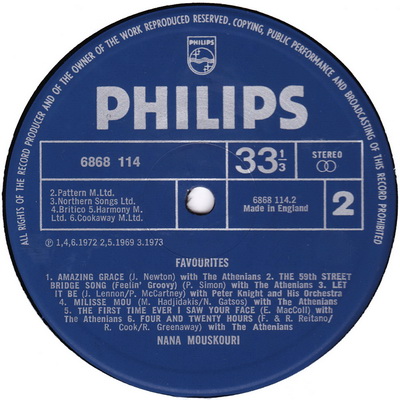 ALL RIGHTS OF THE RECORD PRODUCER AND OF THE OWNER OF THE WORK REPRODUCED RESERVED. COPYING, PUBLIC PERFORMANCE AND BROADCASTING OF THIS RECORD PROHIBITED
PHILIPS
PHILIPS
6868 114
33 1/3
STEREO
2.Pattern M.Ltd.
3.Northern Songs Ltd.
4.Britico 5.Harmony M.
Ltd. 6.Cookaway M.Ltd.
6868 114.2
Made in England
2
℗ 1,4,6.1972 2,5.1969 3.1973
FAVOURITES
1. AMAZING GRACE (J. Newton) with The Athenians 2. THE 59th STREET
BRIDGE SONG (Feelin' Groovy) (P. Simon) with The Athenians 3. LET
IT BE (J. Lennon/P. McCartney) with Peter Knight and His Orchestra
4. MILISSE MOU (M. Hadjidakis/N. Gatsos) with The Athenians
5. THE FIRST TIME EVER I SAW YOUR FACE (E. MacColl) with The
Athenians 6. FOUR AND TWENTY HOURS (F. & R. Reitano/
R. Cook/R. Greenaway) with The Athenians
NANA MOUSKOURI